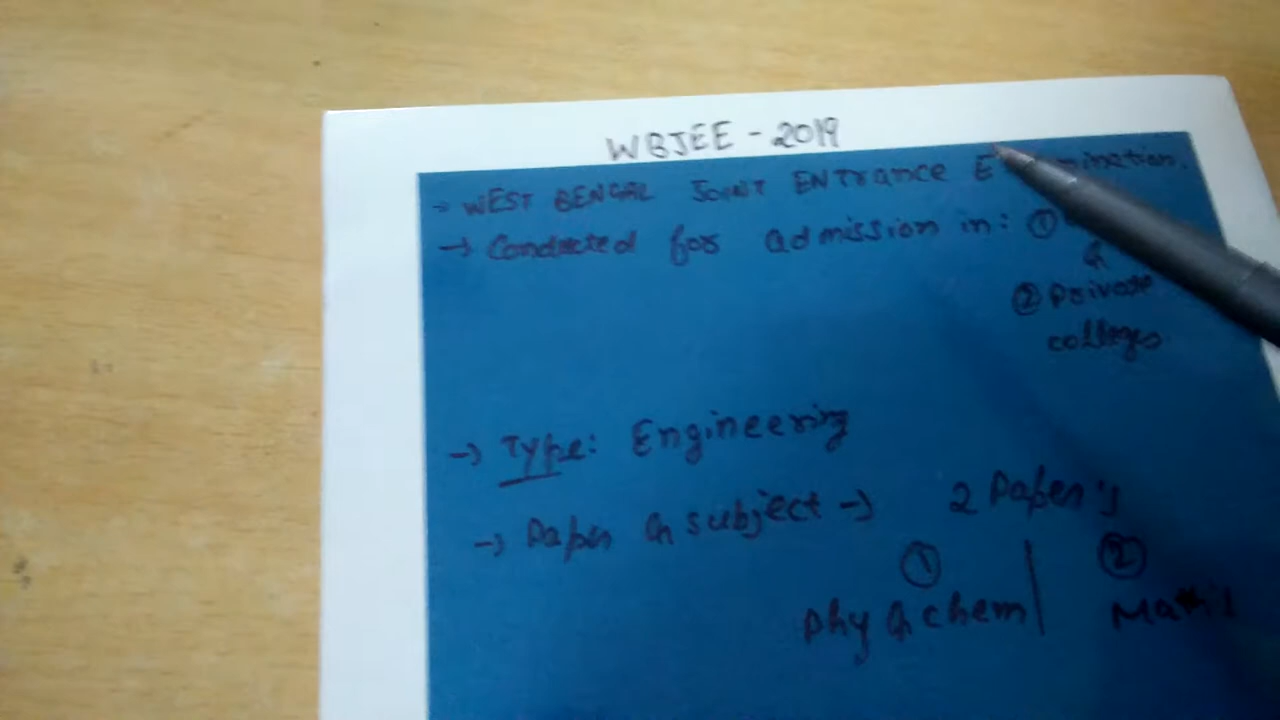 WBJEE - 2019
→ WEST BENGAL JOINT ENTrance
→ Conducted for admission in: ①
&
② Private
colleges
→ Type: Engineering
→ Paper & subject → 2 Paper's
① | ②
Phy & chem | Math's